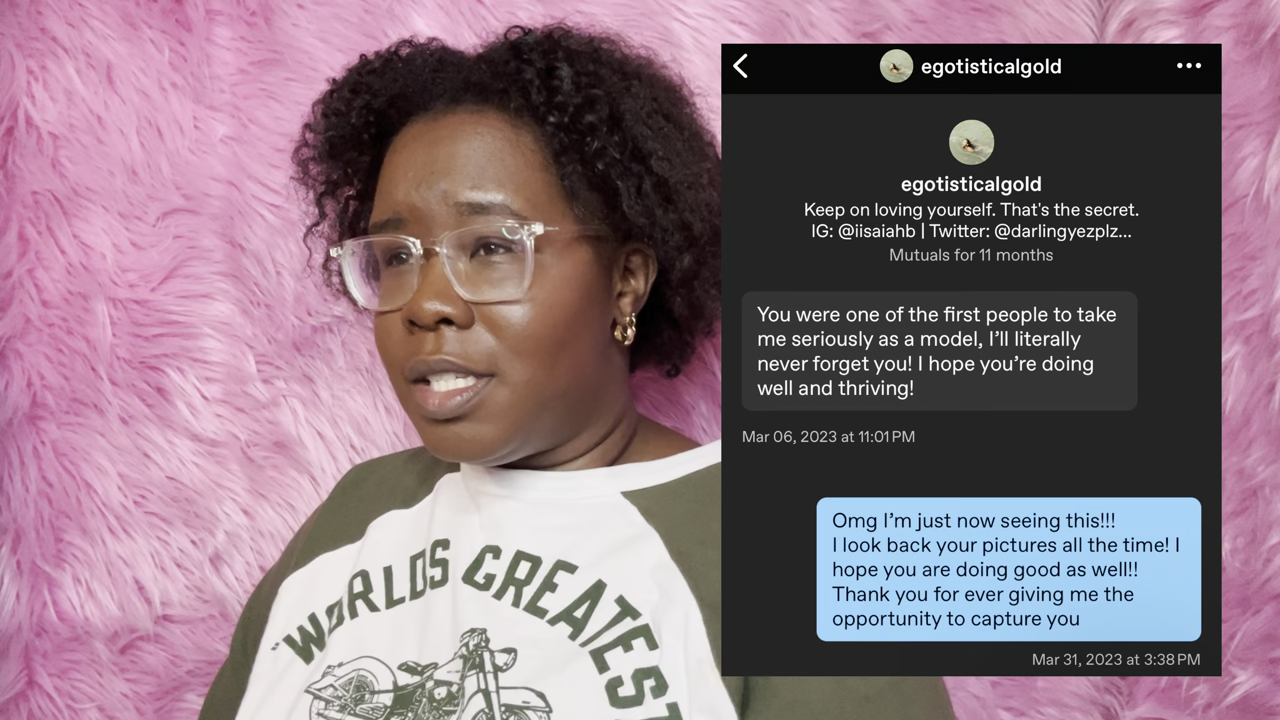 egotisticalgold
egotisticalgold
Keep on loving yourself. That's the secret.
IG: @iisaiahb | Twitter: @darlingyezplz...
Mutuals for 11 months
You were one of the first people to take
me seriously as a model, I’ll literally
never forget you! I hope you’re doing
well and thriving!
Mar 06, 2023 at 11:01 PM
Omg I’m just now seeing this!!!
I look back your pictures all the time! I
hope you are doing good as well!!
Thank you for ever giving me the
opportunity to capture you
Mar 31, 2023 at 3:38 PM
"WORLDS GREATEST